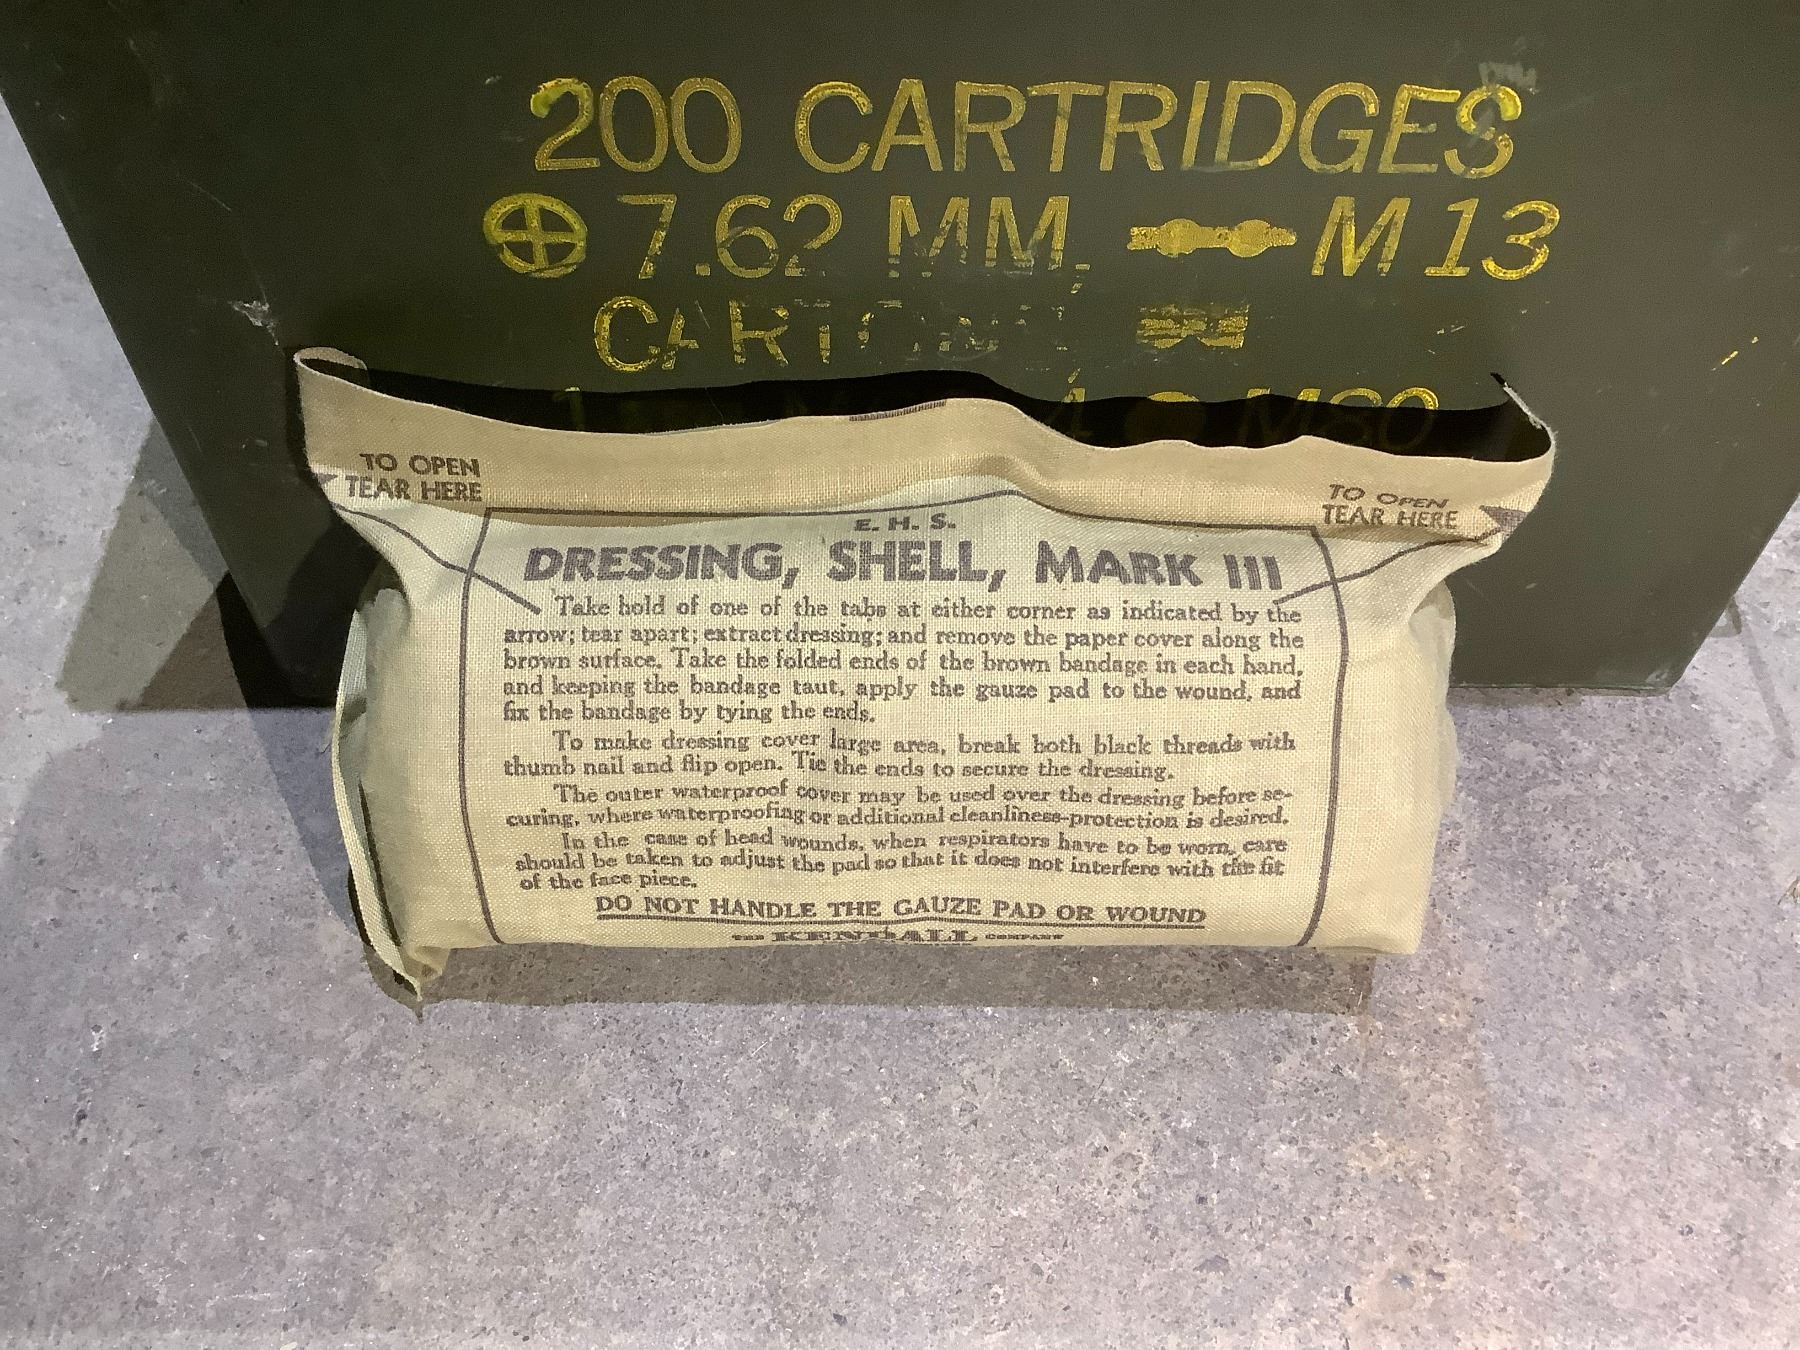 200 CARTRIDGES
7.62 MM. M 13
M80
TO OPEN
TEAR HERE
TO OPEN
TEAR HERE
E. H. S.
DRESSING, SHELL, MARK III
Take hold of one of the tabs at either corner as indicated by the
arrow; tear apart; extract dressing; and remove the paper cover along the
brown surface. Take the folded ends of the brown bandage in each hand,
and keeping the bandage taut, apply the gauze pad to the wound, and
fix the bandage by tying the ends.
To make dressing cover large area, break both black threads with
thumb nail and flip open. Tie the ends to secure the dressing.
The outer waterproof cover may be used over the dressing before se-
curing, where waterproofing or additional cleanliness-protection is desired.
In the case of head wounds, when respirators have to be worn, care
should be taken to adjust the pad so that it does not interfere with the fit
of the face piece.
DO NOT HANDLE THE GAUZE PAD OR WOUND
THE KENDALL COMPANY